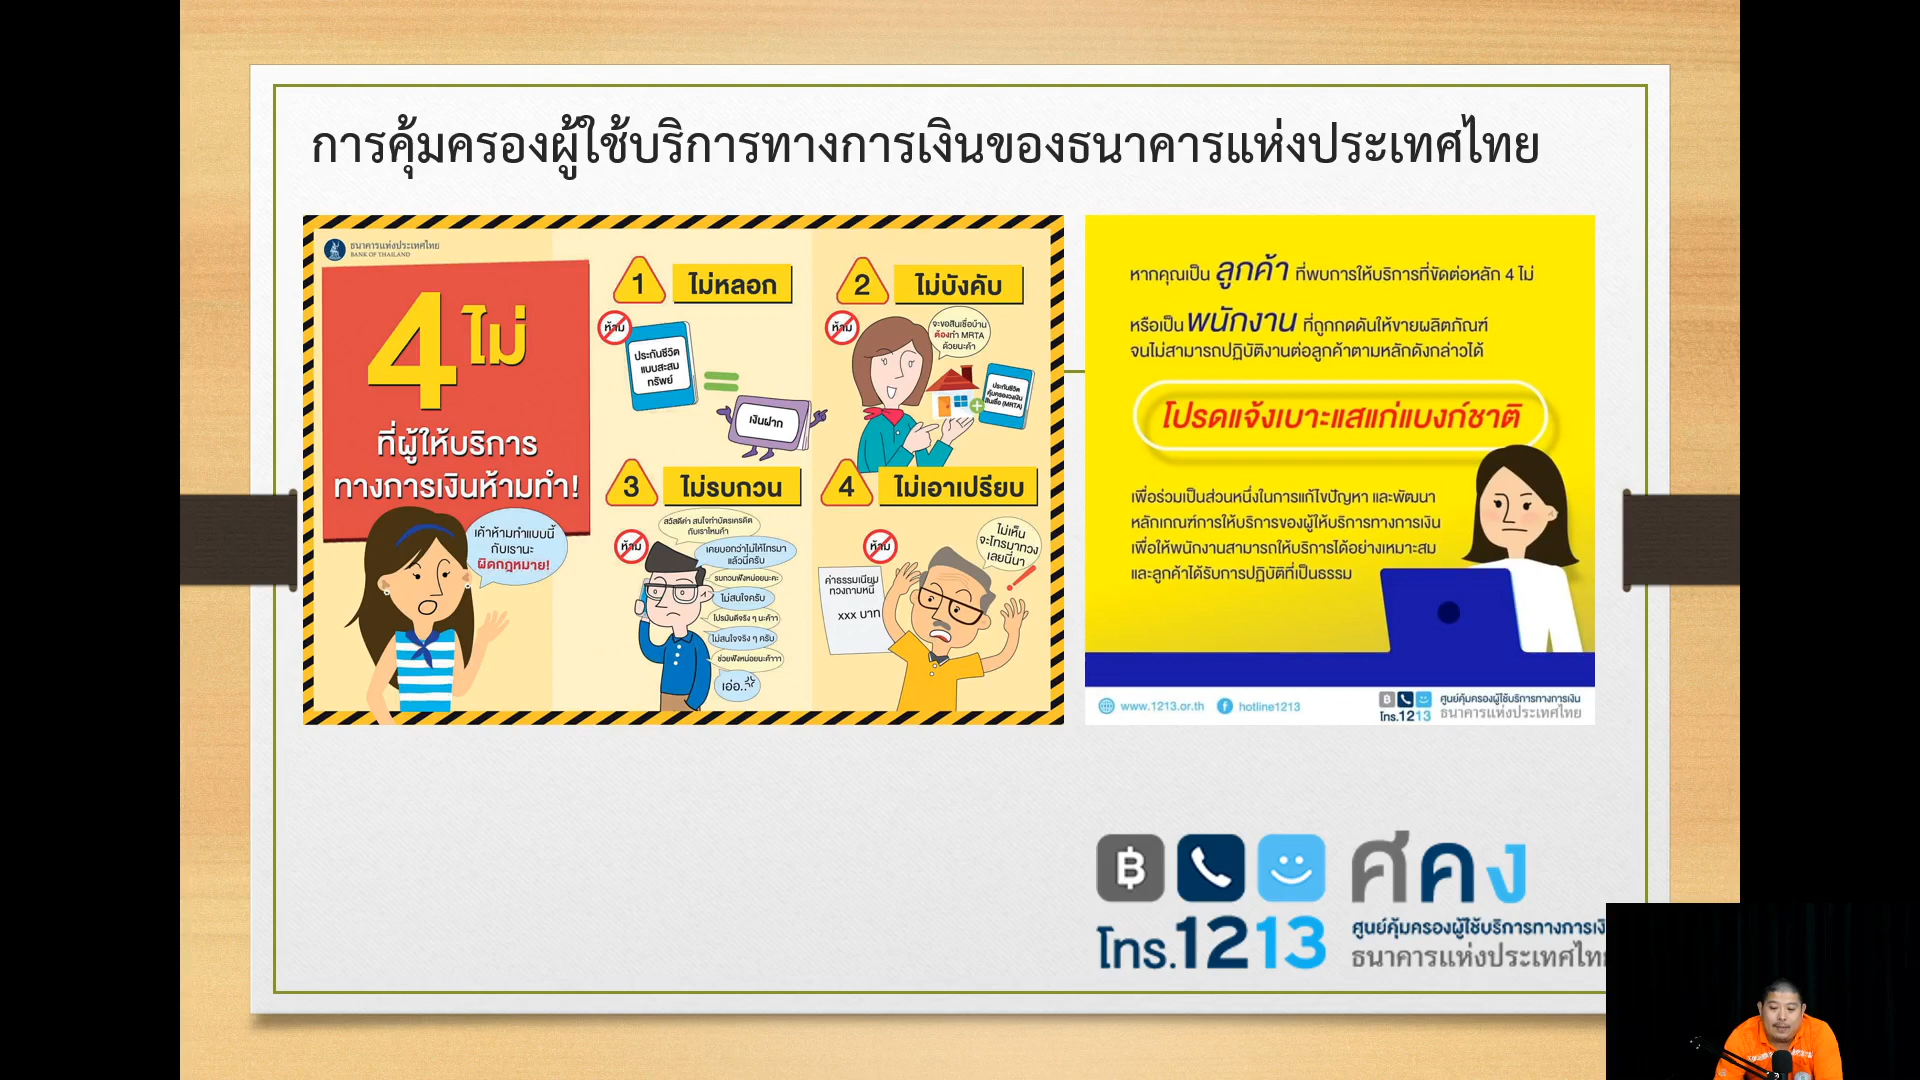 การคุ้มครองผู้ใช้บริการทางการเงินของธนาคารแห่งประเทศไทย
ธนาคารแห่งประเทศไทย
BANK OF THAILAND
4 ไม่
ที่ผู้ให้บริการ
ทางการเงินห้ามทำ!
เค้าห้ามทำแบบนี้
กับเรานะ
ผิดกฎหมาย!
1 ไม่หลอก
ห้าม
ประกันชีวิต
แบบสะสม
ทรัพย์
เงินฝาก
2 ไม่บังคับ
ห้าม
จะขอสินเชื่อบ้าน
ต้องทำ MRTA
ด้วยนะค้า
ประกันชีวิต
คุ้มครองวงเงิน
สินเชื่อ (MRTA)
3 ไม่รบกวน
ห้าม
สวัสดีค่า สนใจทำบัตรเครดิต
กับเราไหมค้า
เคยบอกว่าไม่ให้โทรมา
แล้วนี่ครับ
รบกวนฟังหน่อยนะคะ
ไม่สนใจครับ
โปรมันดีจริง ๆ นะค้าา
ไม่สนใจจริง ๆ ครับ
ช่วยฟังหน่อยนะค้าาา
เอ่อ..
4 ไม่เอาเปรียบ
ห้าม
ไม่เห็น
จะโทรมาทวง
เลยนี่นา
ค่าธรรมเนียม
ทวงถามหนี้
xxx บาท
หากคุณเป็น ลูกค้า ที่พบการให้บริการที่ขัดต่อหลัก 4 ไม่
หรือเป็น พนักงาน ที่ถูกกดดันให้ขายผลิตภัณฑ์
จนไม่สามารถปฏิบัติงานต่อลูกค้าตามหลักดังกล่าวได้
โปรดแจ้งเบาะแสแก่แบงก์ชาติ
เพื่อร่วมเป็นส่วนหนึ่งในการแก้ไขปัญหา และพัฒนา
หลักเกณฑ์การให้บริการของผู้ให้บริการทางการเงิน
เพื่อให้พนักงานสามารถให้บริการได้อย่างเหมาะสม
และลูกค้าได้รับการปฏิบัติที่เป็นธรรม
www.1213.or.th hotline1213
โทร.1213
ศูนย์คุ้มครองผู้ใช้บริการทางการเงิน
ธนาคารแห่งประเทศไทย
฿ ศคง
โทร.1213
ศูนย์คุ้มครองผู้ใช้บริการทางการเงิ
ธนาคารแห่งประเทศไท